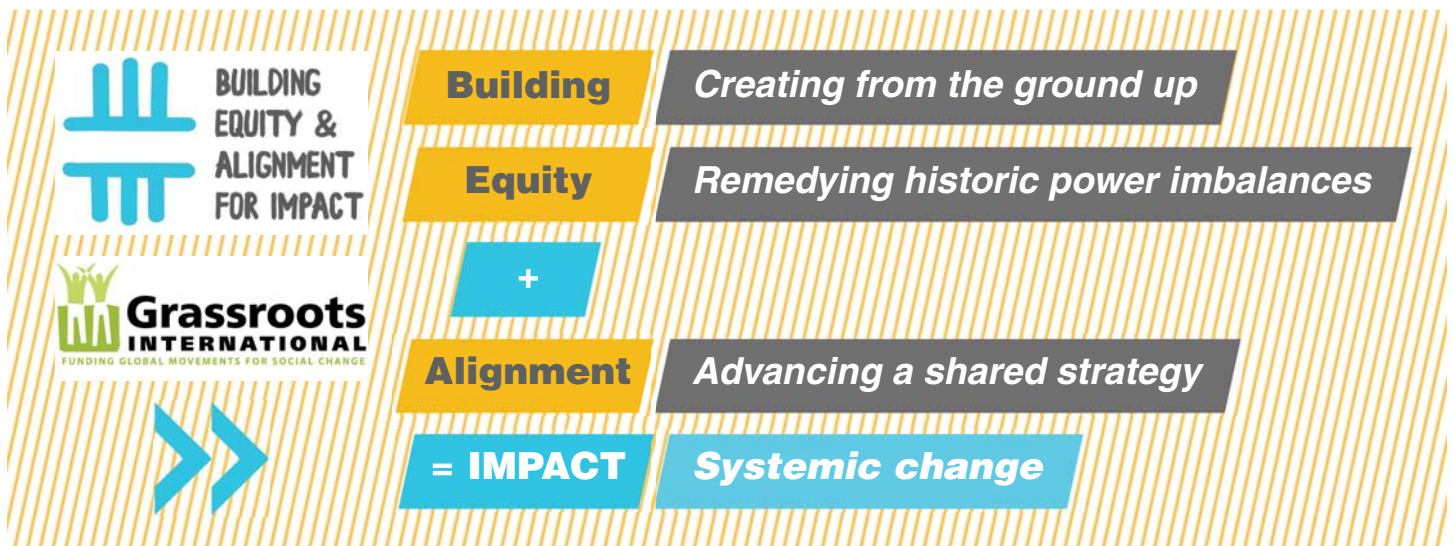 BUILDING
EQUITY &
ALIGNMENT
FOR IMPACT
Grassroots
INTERNATIONAL
FUNDING GLOBAL MOVEMENTS FOR SOCIAL CHANGE
Building Creating from the ground up
Equity Remedying historic power imbalances
+
Alignment Advancing a shared strategy
= IMPACT Systemic change